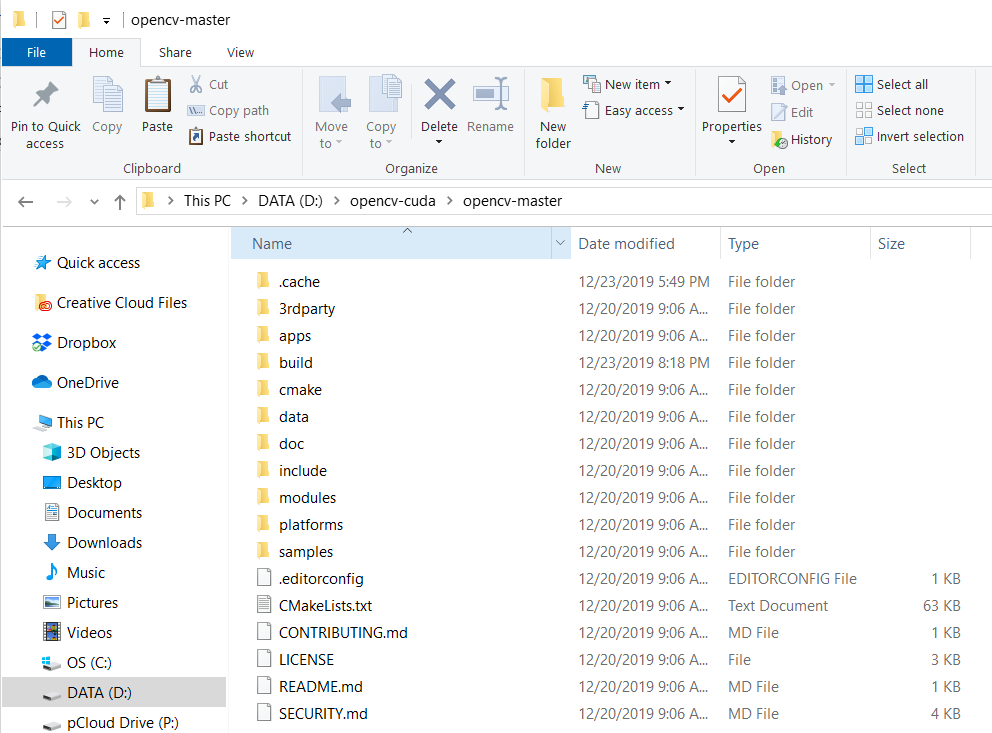 opencv-master
File Home Share View
Pin to Quick access
Copy
Paste
Cut
Copy path
Paste shortcut
Clipboard
Move to
Copy to
Delete
Rename
Organize
New folder
New item
Easy access
New
Properties
Open
Edit
History
Open
Select all
Select none
Invert selection
Select
This PC > DATA (D:) > opencv-cuda > opencv-master
Quick access
Creative Cloud Files
Dropbox
OneDrive
This PC
3D Objects
Desktop
Documents
Downloads
Music
Pictures
Videos
OS (C:)
DATA (D:)
pCloud Drive (P:)
Name Date modified Type Size
.cache 12/23/2019 5:49 PM File folder
3rdparty 12/20/2019 9:06 A... File folder
apps 12/20/2019 9:06 A... File folder
build 12/23/2019 8:18 PM File folder
cmake 12/20/2019 9:06 A... File folder
data 12/20/2019 9:06 A... File folder
doc 12/20/2019 9:06 A... File folder
include 12/20/2019 9:06 A... File folder
modules 12/20/2019 9:06 A... File folder
platforms 12/20/2019 9:06 A... File folder
samples 12/20/2019 9:06 A... File folder
.editorconfig 12/20/2019 9:06 A... EDITORCONFIG File 1 KB
CMakeLists.txt 12/20/2019 9:06 A... Text Document 63 KB
CONTRIBUTING.md 12/20/2019 9:06 A... MD File 1 KB
LICENSE 12/20/2019 9:06 A... File 3 KB
README.md 12/20/2019 9:06 A... MD File 1 KB
SECURITY.md 12/20/2019 9:06 A... MD File 4 KB